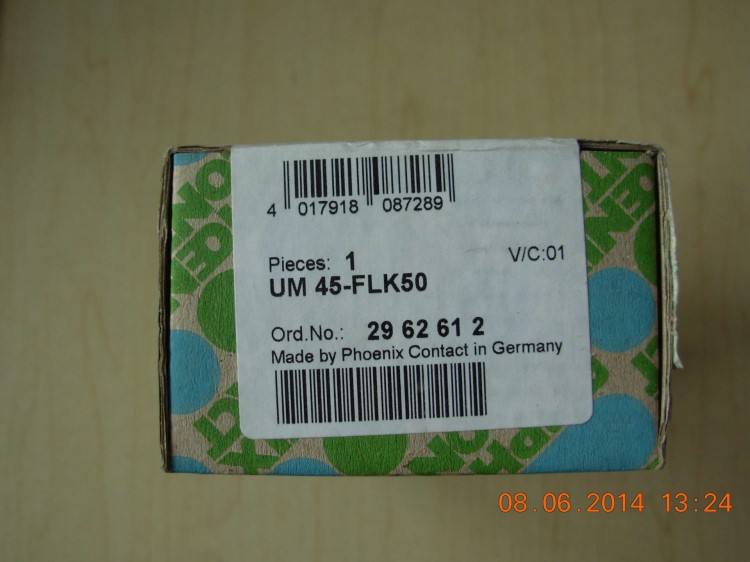 4 017918 087289
Pieces: 1
V/C:01
UM 45-FLK50
Ord.No.: 29 62 61 2
Made by Phoenix Contact in Germany
08.06.2014 13:24